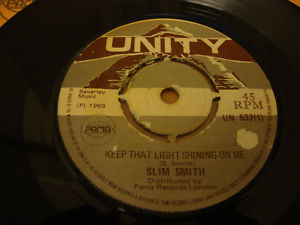 UNITY
Beverley
Music
(P) 1969
PAMA
45
RPM
UN 537(1)
KEEP THAT LIGHT SHINING ON ME
(S. Smith)
SLIM SMITH
Distributed by
Pama Records London